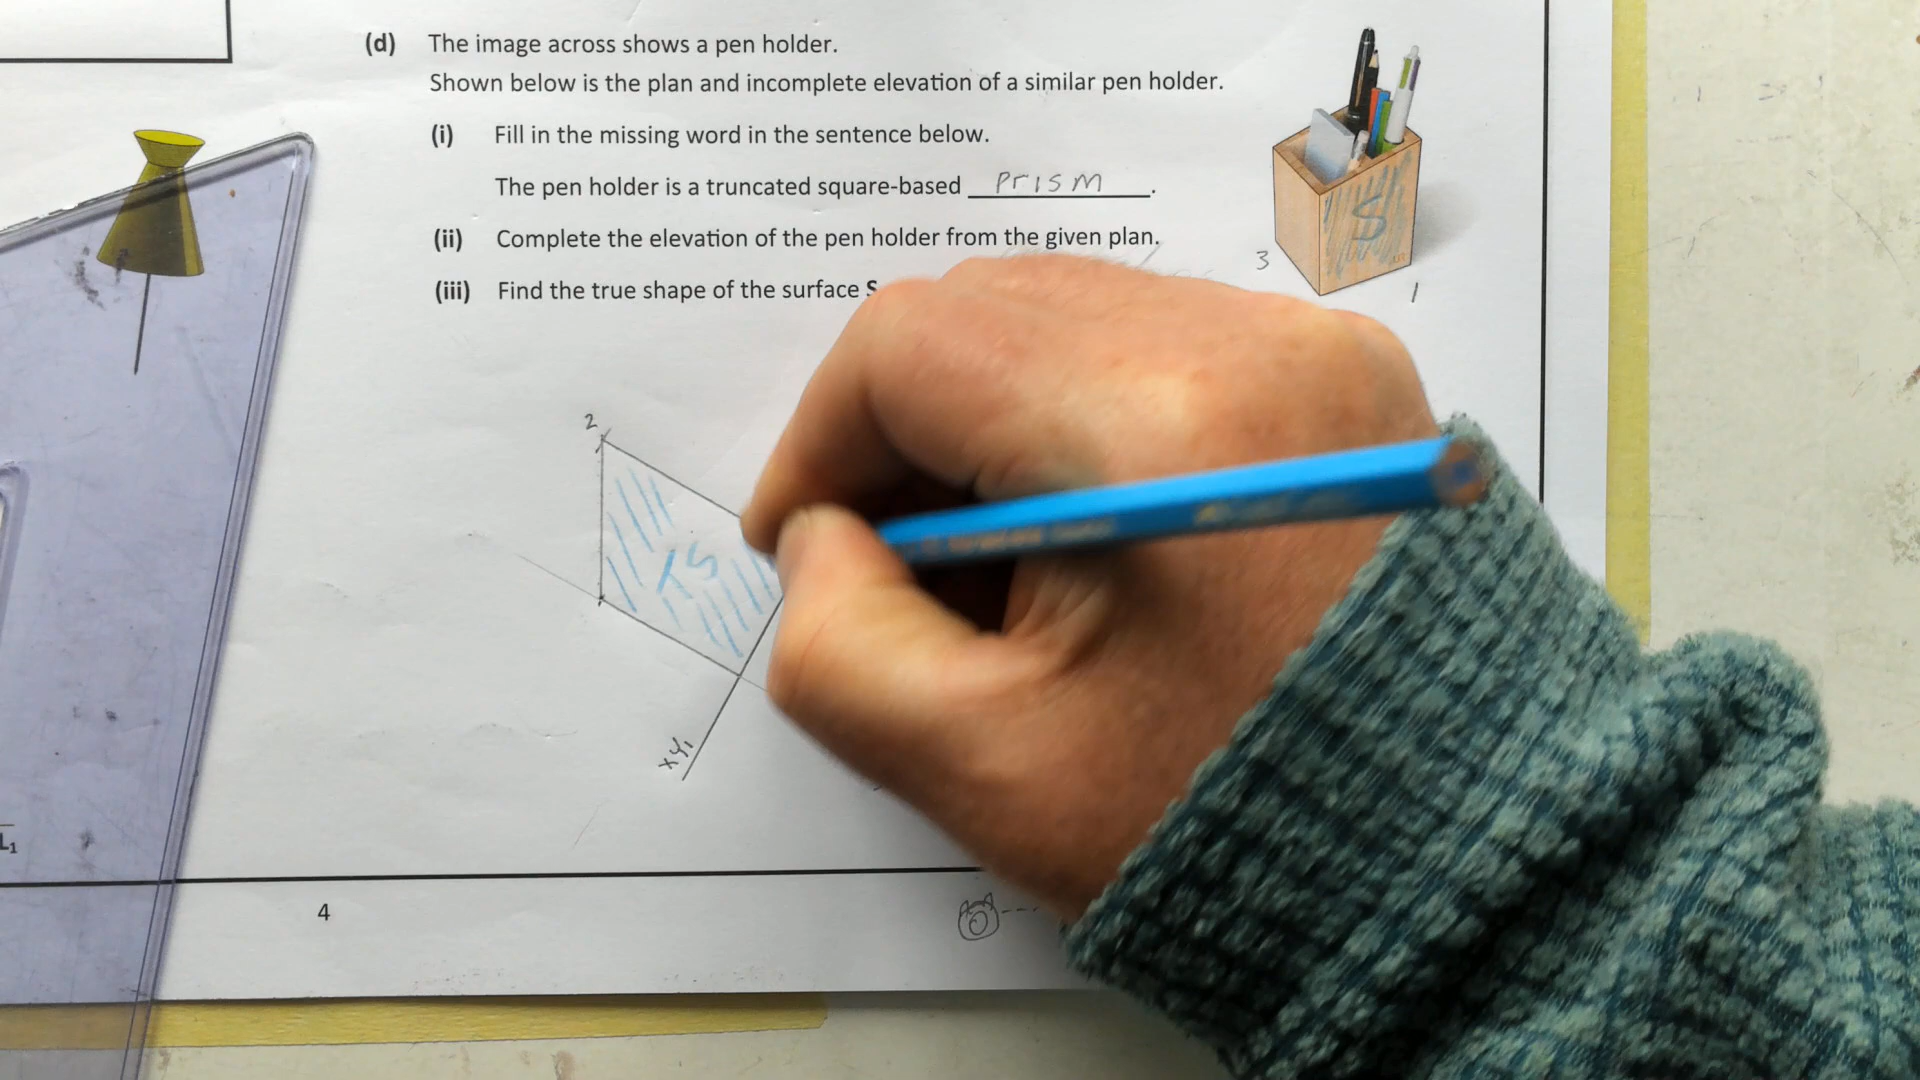 (d) The image across shows a pen holder.
Shown below is the plan and incomplete elevation of a similar pen holder.
(i) Fill in the missing word in the sentence below.
The pen holder is a truncated square-based prism.
(ii) Complete the elevation of the pen holder from the given plan.
(iii) Find the true shape of the surface S
S
3
1
2
TS
xy1
L1
4